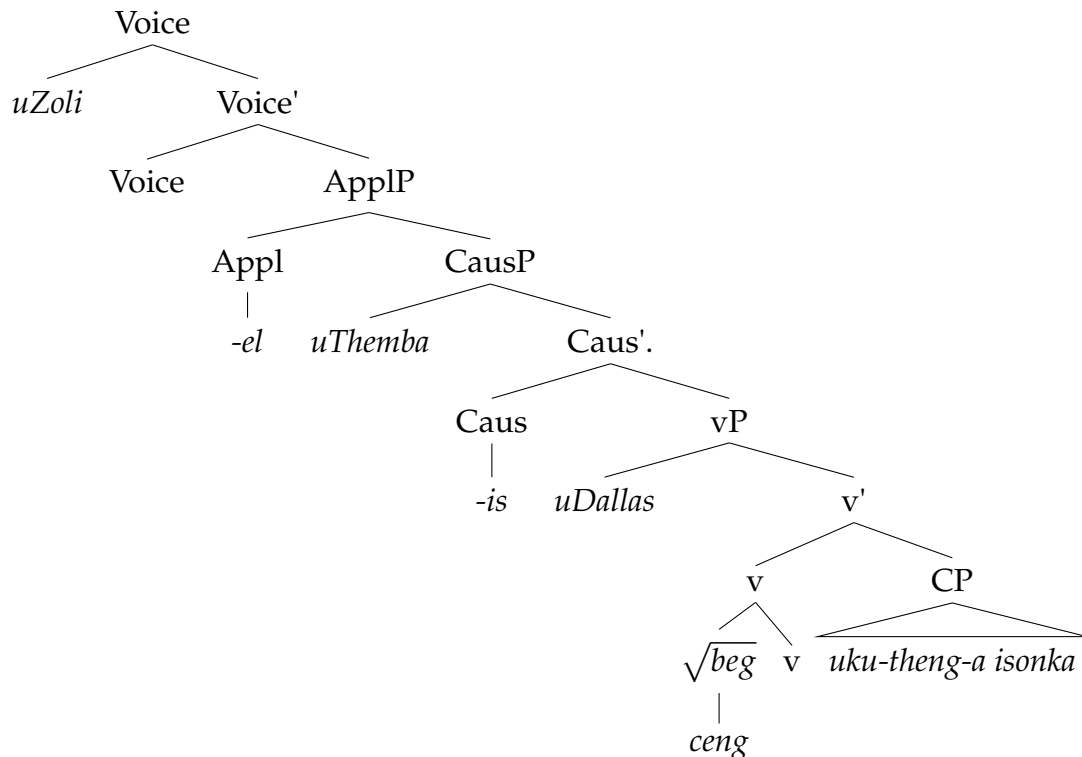 Voice
uZoli Voice'
Voice ApplP
Appl CausP
-el uThemba Caus'.
Caus vP
-is uDallas v'
v CP
√beg v uku-theng-a isonka
ceng